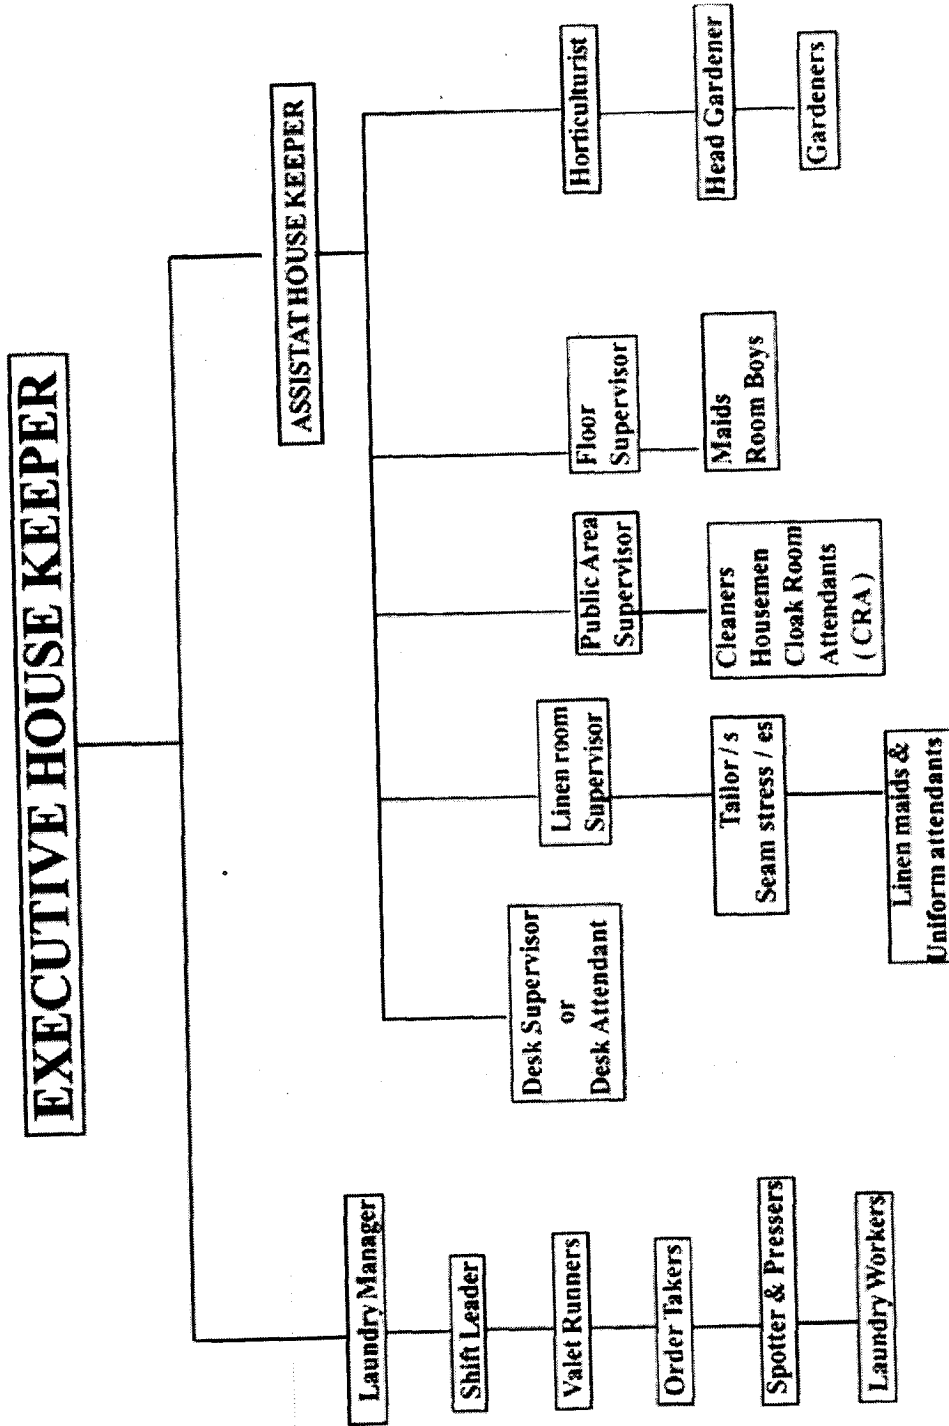 EXECUTIVE HOUSE KEEPER
ASSISTAT HOUSE KEEPER
Laundry Manager
Shift Leader
Valet Runners
Order Takers
Spotter & Pressers
Laundry Workers
Desk Supervisor
or
Desk Attendant
Linen room
Supervisor
Tailor / s
Seam stress / es
Linen maids &
Uniform attendants
Public Area
Supervisor
Cleaners
Housemen
Cloak Room
Attendants
( CRA )
Floor
Supervisor
Maids
Room Boys
Horticulturist
Head Gardener
Gardeners